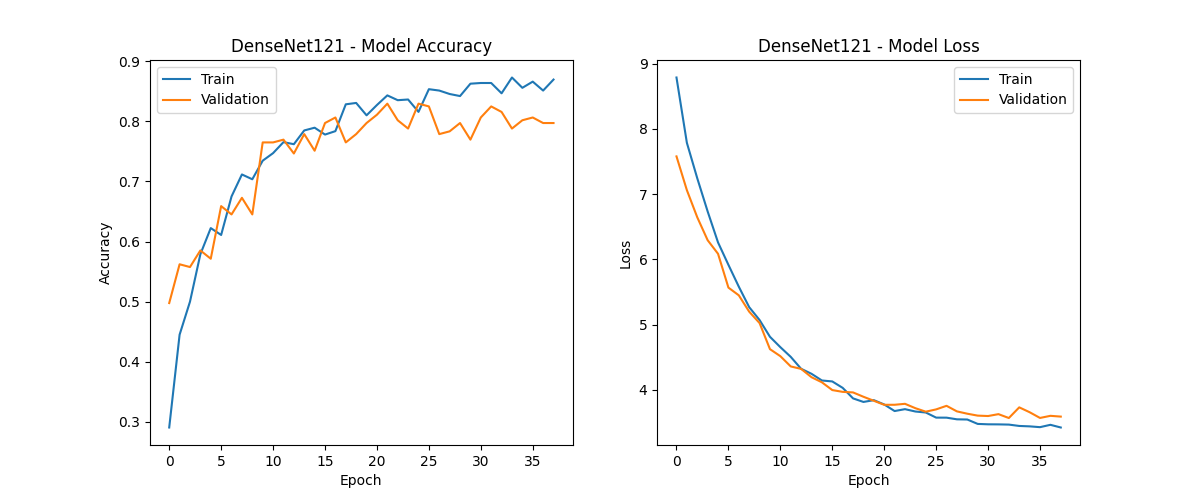 DenseNet121 - Model Accuracy
Train
Validation
0.9
0.8
0.7
0.6
0.5
0.4
0.3
Accuracy
0 5 10 15 20 25 30 35
Epoch
DenseNet121 - Model Loss
Train
Validation
9
8
7
6
5
4
Loss
0 5 10 15 20 25 30 35
Epoch